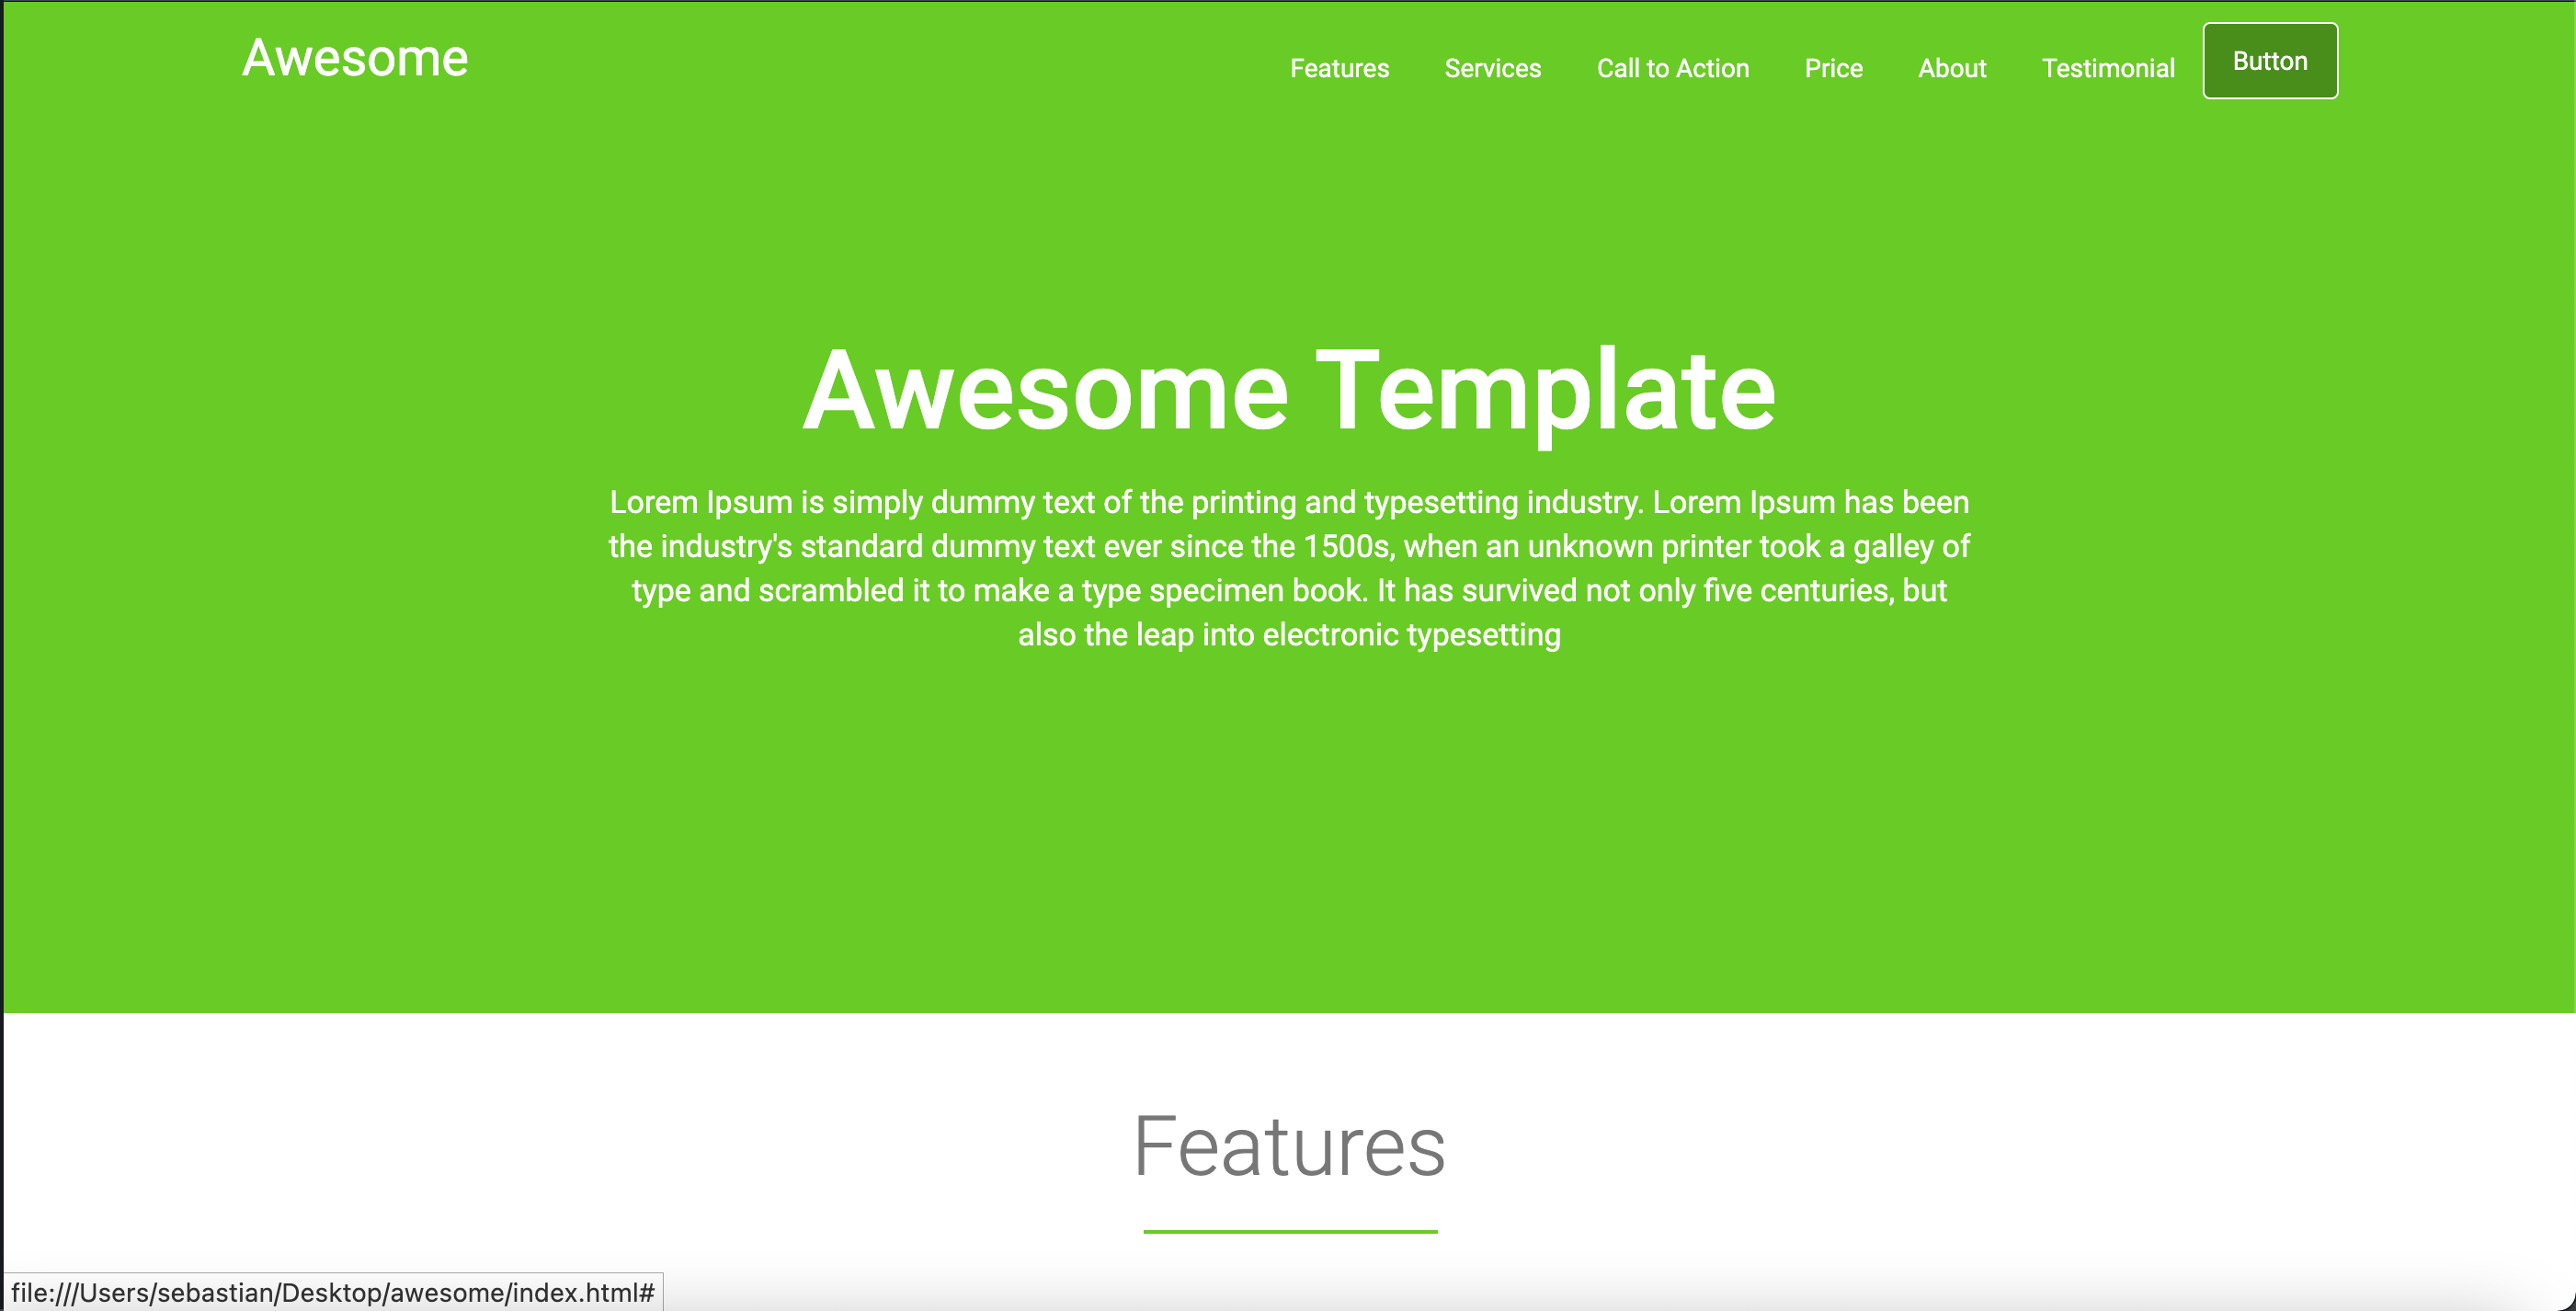 Awesome
Features Services Call to Action Price About Testimonial Button
Awesome Template
Lorem Ipsum is simply dummy text of the printing and typesetting industry. Lorem Ipsum has been
the industry's standard dummy text ever since the 1500s, when an unknown printer took a galley of
type and scrambled it to make a type specimen book. It has survived not only five centuries, but
also the leap into electronic typesetting
Features
file:///Users/sebastian/Desktop/awesome/index.html#